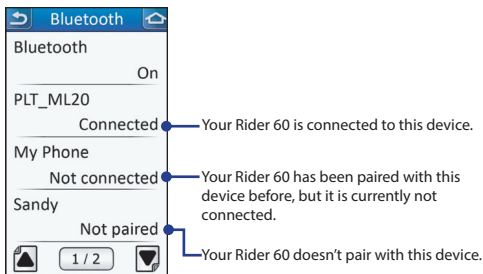 Bluetooth
Bluetooth
On
PLT_ML20
Connected
Your Rider 60 is connected to this device.
My Phone
Not connected
Your Rider 60 has been paired with this
device before, but it is currently not
connected.
Sandy
Not paired
Your Rider 60 doesn't pair with this device.
1 / 2